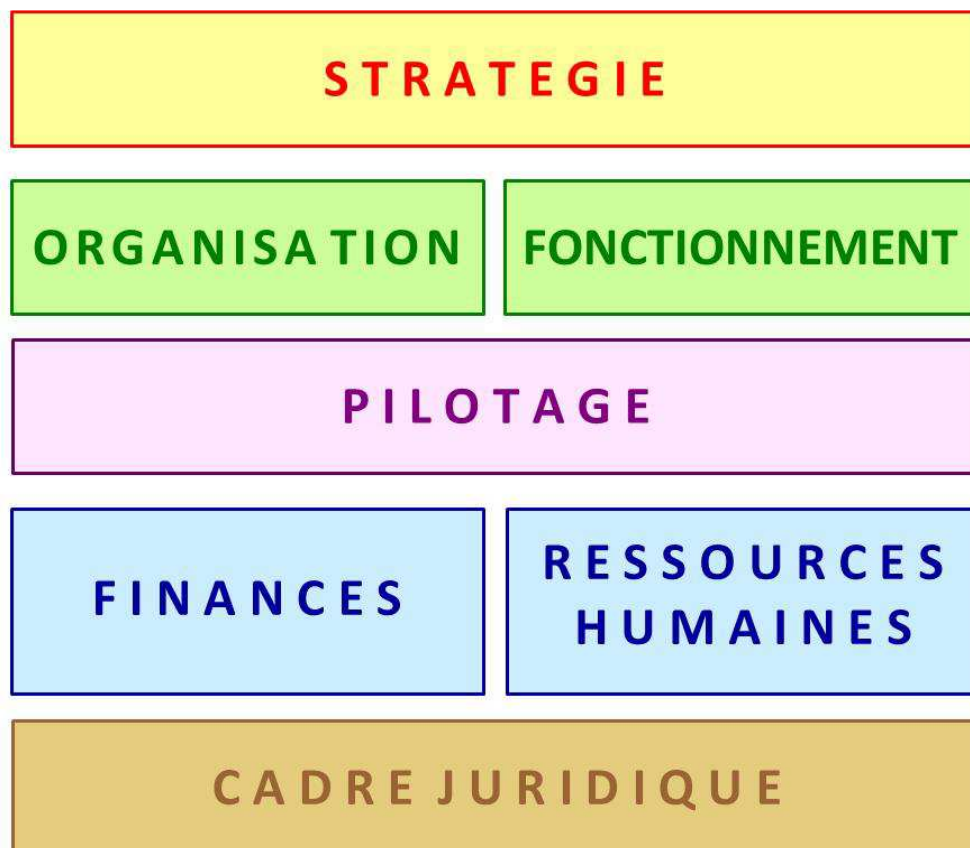 STRATEGIE
ORGANISATION
FONCTIONNEMENT
PILOTAGE
FINANCES
RESSOURCES
HUMAINES
CADRE JURIDIQUE